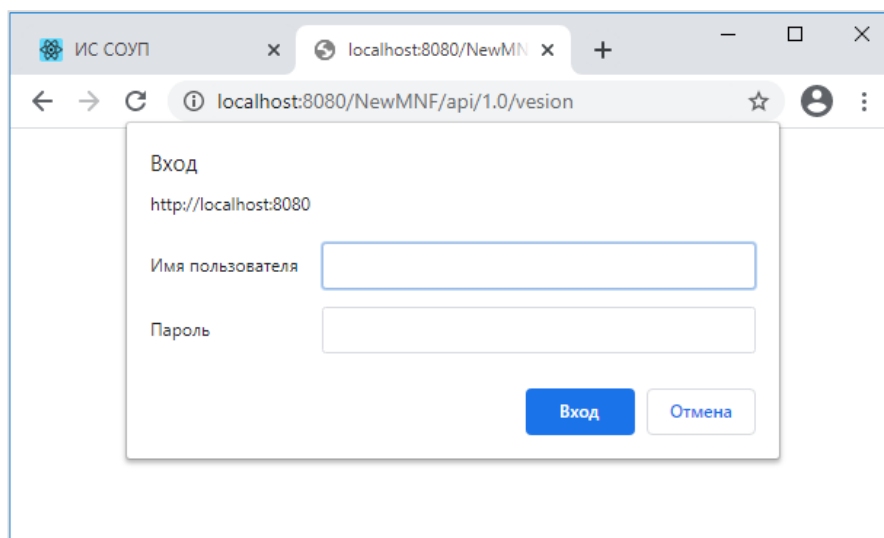 ИС СОУП
localhost:8080/NewMN
localhost:8080/NewMNF/api/1.0/vesion
Вход
http://localhost:8080
Имя пользователя
Пароль
Вход Отмена